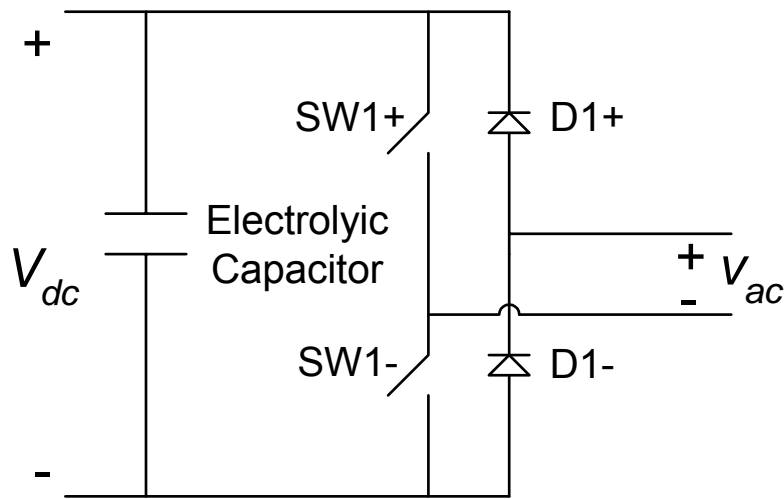 +
SW1+
D1+
Electrolyic
Capacitor
V_dc
+
-
v_ac
SW1-
D1-
-